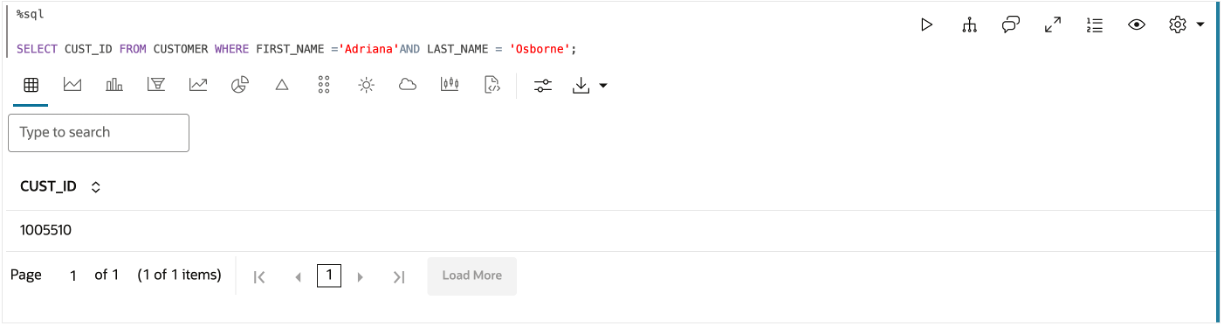 %sql
SELECT CUST_ID FROM CUSTOMER WHERE FIRST_NAME ='Adriana'AND LAST_NAME = 'Osborne';
Type to search
CUST_ID
1005510
Page 1 of 1 (1 of 1 items) 1 Load More